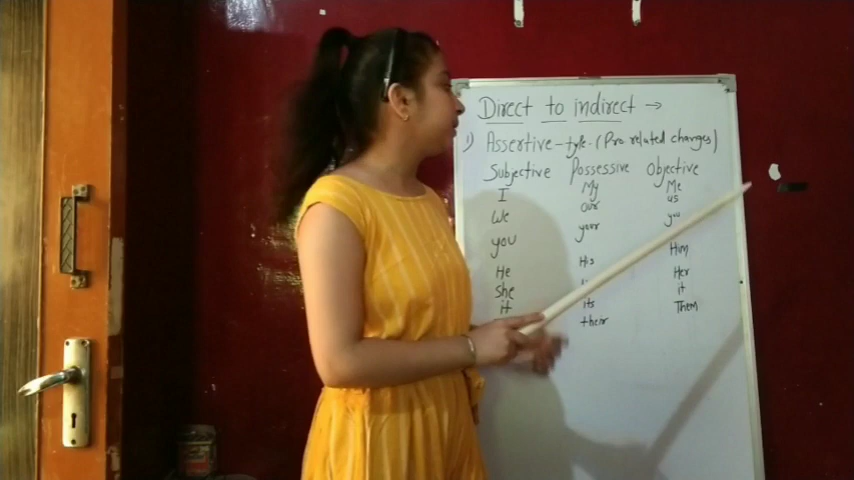 Direct to indirect →
1) Assertive-tyle-(Pro. related changes)
Subjective Possessive Objective
I My Me
We our us
you your you
He His Him
She Her
it its it
their Them